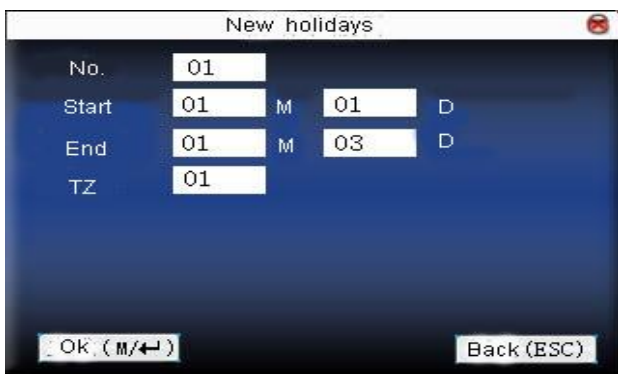 New holidays
No. 01
Start 01 M 01 D
End 01 M 03 D
TZ 01
Ok (M/↵) Back(ESC)